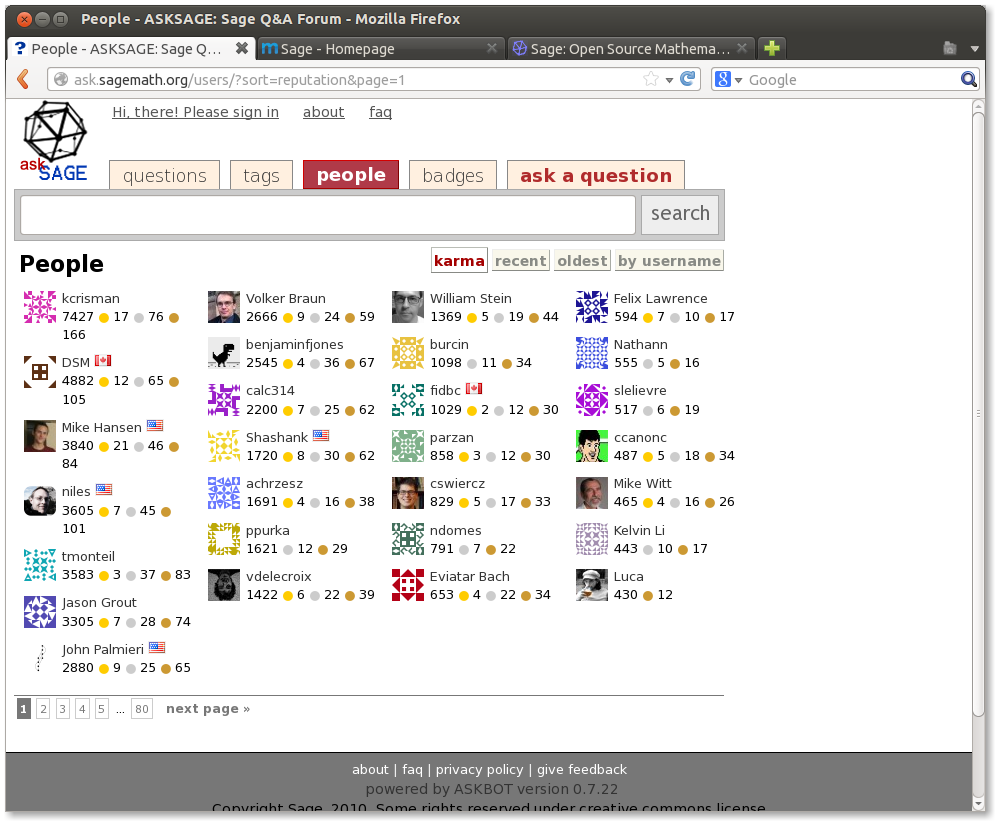 People - ASKSAGE: Sage Q&A Forum - Mozilla Firefox
? People - ASKSAGE: Sage Q...
m Sage - Homepage
Sage: Open Source Mathema...
ask.sagemath.org/users/?sort=reputation&page=1
8 Google
Hi, there! Please sign in about faq
ask SAGE
questions tags people badges ask a question
search
People
karma recent oldest by username
kcrisman
7427 17 76
166
DSM
4882 12 65
105
Mike Hansen
3840 21 46
84
niles
3605 7 45
101
tmonteil
3583 3 37 83
Jason Grout
3305 7 28 74
John Palmieri
2880 9 25 65
Volker Braun
2666 9 24 59
benjaminfjones
2545 4 36 67
calc314
2200 7 25 62
Shashank
1720 8 30 62
achrzesz
1691 4 16 38
ppurka
1621 12 29
vdelecroix
1422 6 22 39
William Stein
1369 5 19 44
burcin
1098 11 34
fidbc
1029 2 12 30
parzan
858 3 12 30
cswiercz
829 5 17 33
ndomes
791 7 22
Eviatar Bach
653 4 22 34
Felix Lawrence
594 7 10 17
Nathann
555 5 16
slelievre
517 6 19
ccanonc
487 5 18 34
Mike Witt
465 4 16 26
Kelvin Li
443 10 17
Luca
430 12
1 2 3 4 5 ... 80 next page »
about | faq | privacy policy | give feedback
powered by ASKBOT version 0.7.22
Copyright Sage, 2010. Some rights reserved under creative commons license.